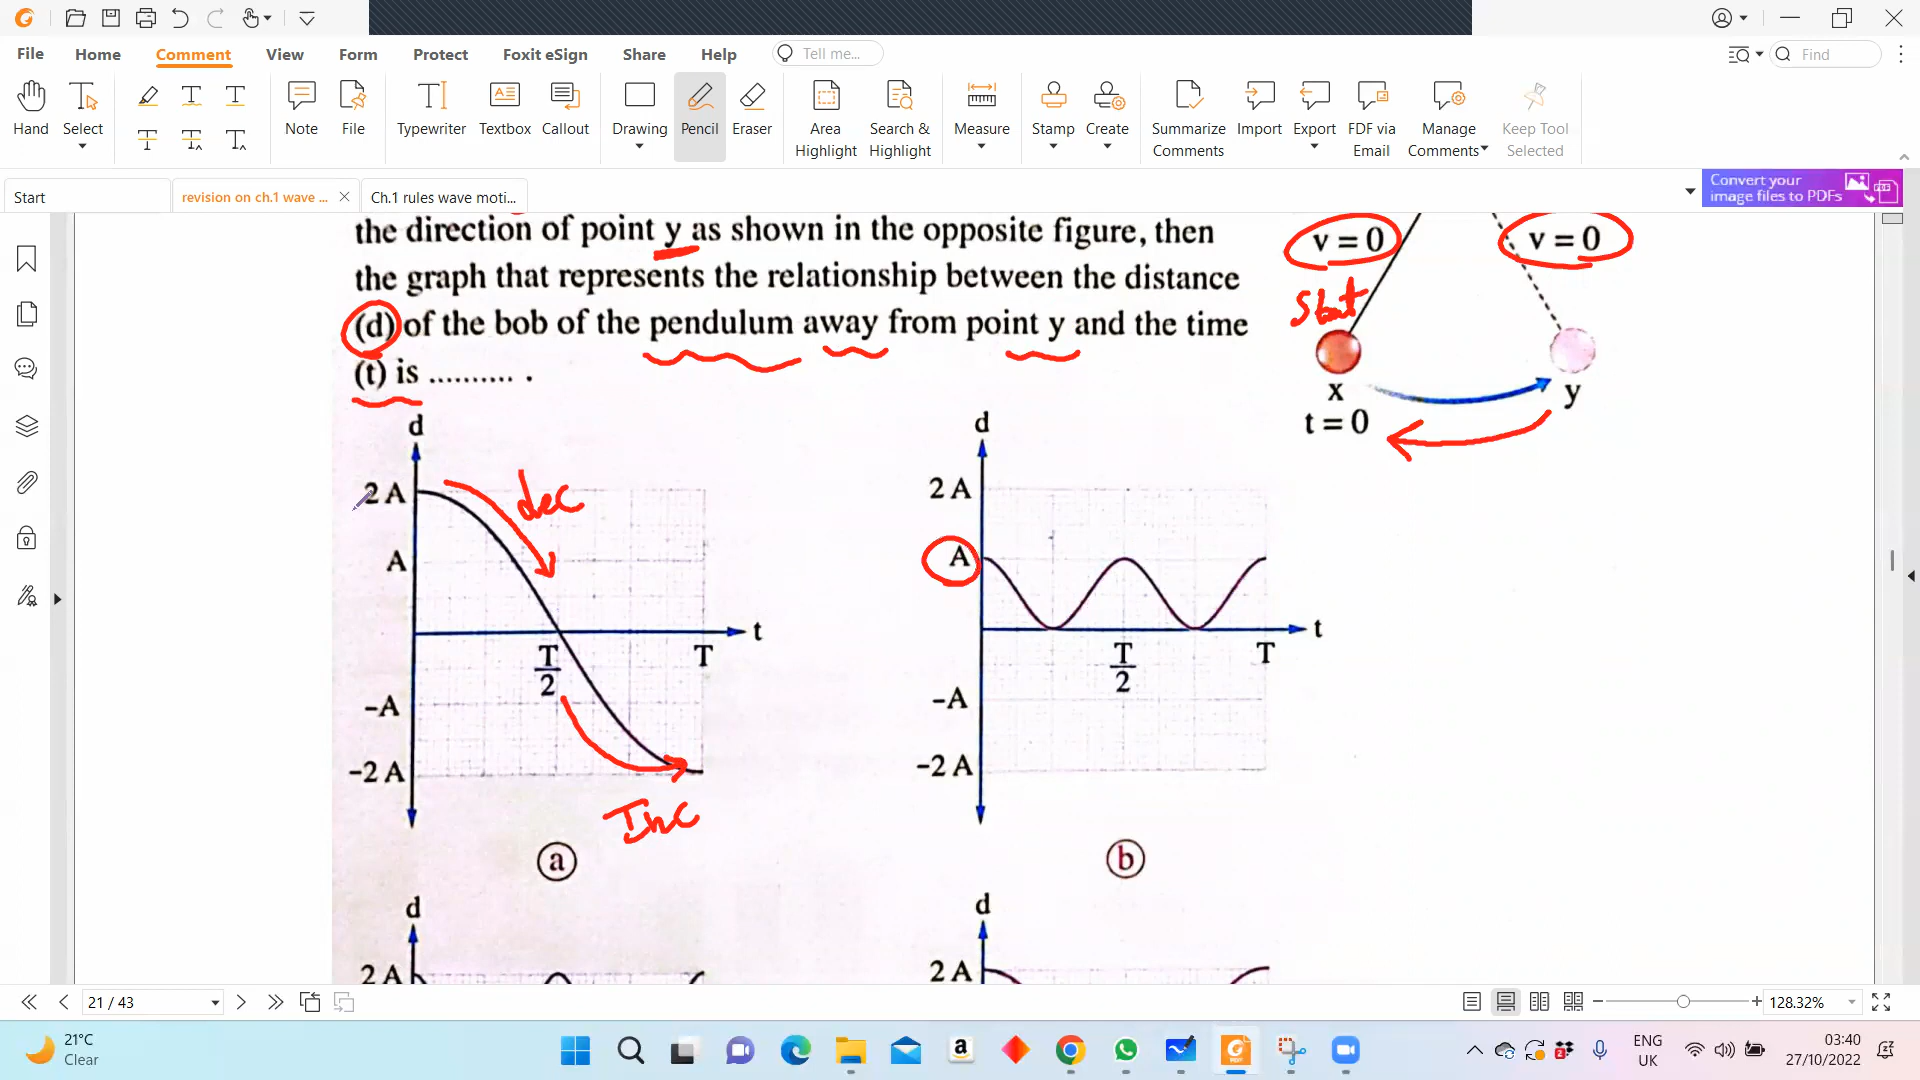 File Home Comment View Form Protect Foxit eSign Share Help Tell me... Find
Hand Select Note File Typewriter Textbox Callout Drawing Pencil Eraser Area Highlight Search & Highlight Measure Stamp Create Summarize Comments Import Export FDF via Email Manage Comments Keep Tool Selected
Start revision on ch.1 wave ... Ch.1 rules wave moti... Convert your image files to PDFs
the direction of point y as shown in the opposite figure, then
the graph that represents the relationship between the distance
(d) of the bob of the pendulum away from point y and the time
(t) is .......... .
v = 0 v = 0
x y
t = 0
d
2 A dec
A
t
T/2 T
-A
-2 A
Inc
a
d
2 A
A
t
T/2 T
-A
-2 A
b
d
2 A
d
2 A
21 / 43 128.32%
21°C
Clear
ENG
UK
03:40
27/10/2022